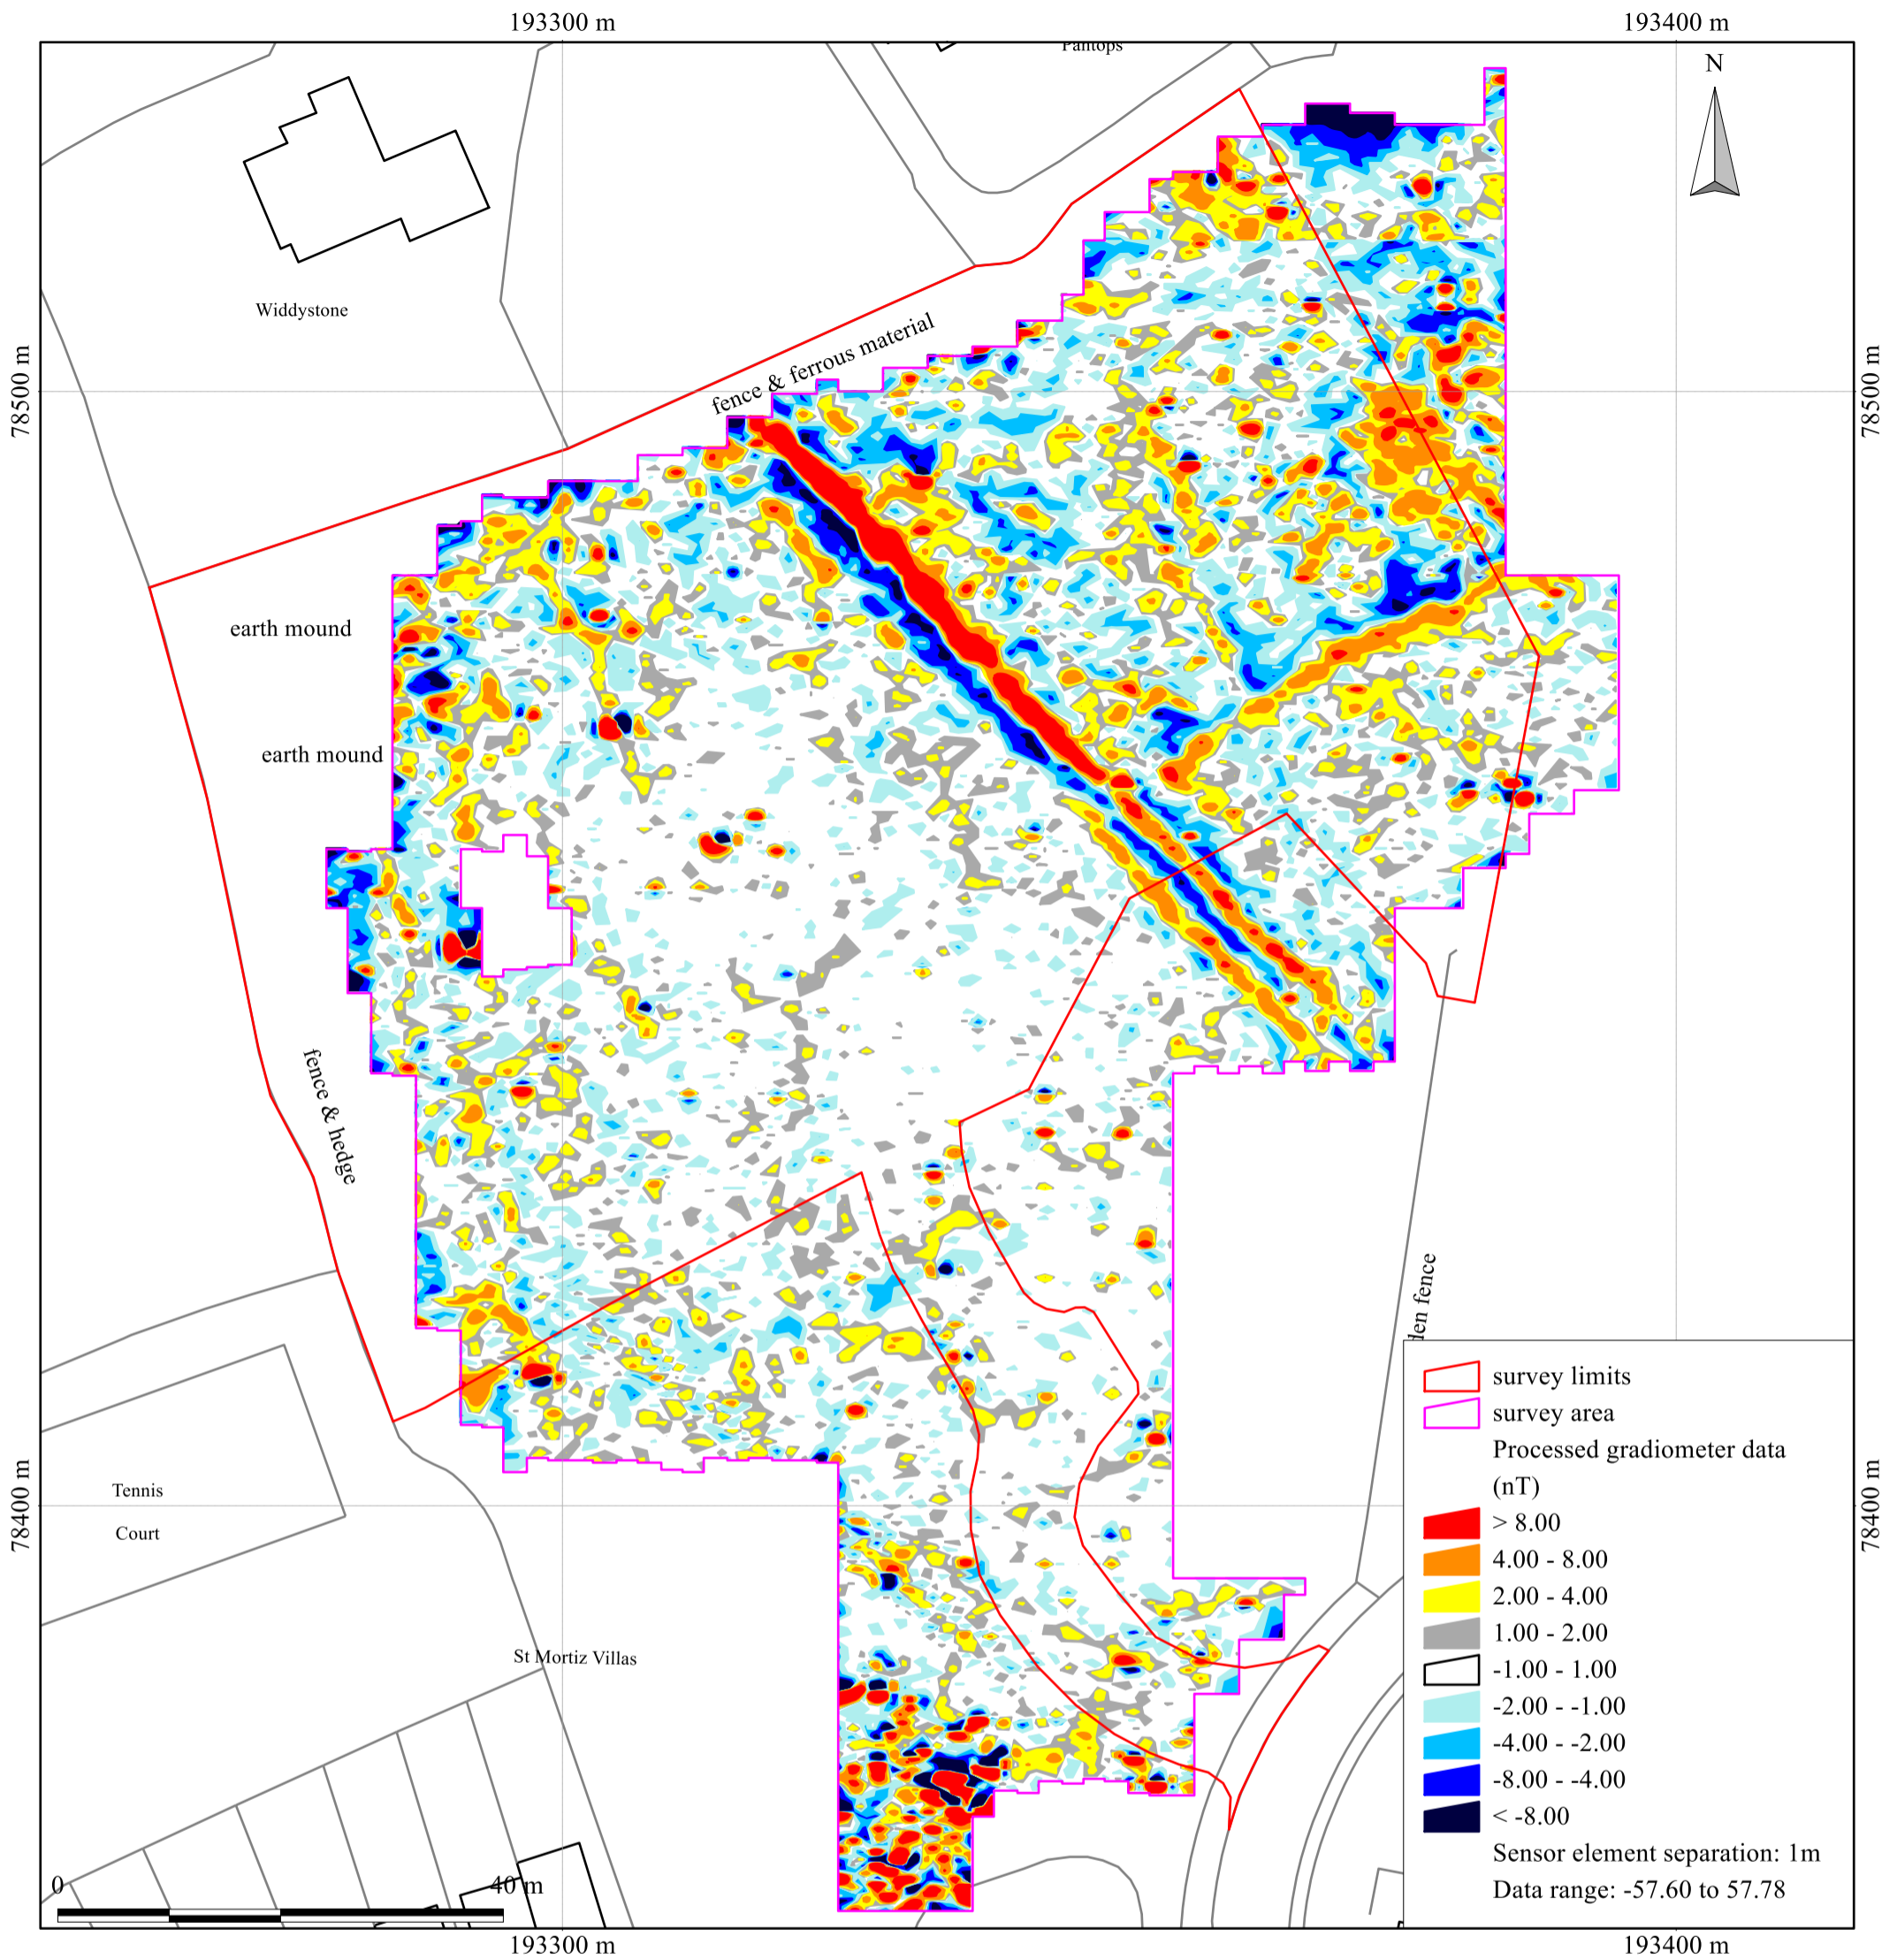 193300 m
193400 m
Pantops
N
Widdystone
fence & ferrous material
78500 m
78500 m
earth mound
earth mound
fence & hedge
den fence
survey limits
survey area
Processed gradiometer data
(nT)
> 8.00
4.00 - 8.00
2.00 - 4.00
1.00 - 2.00
-1.00 - 1.00
-2.00 - -1.00
-4.00 - -2.00
-8.00 - -4.00
< -8.00
Sensor element separation: 1m
Data range: -57.60 to 57.78
78400 m
78400 m
Tennis
Court
St Mortiz Villas
0
40 m
193300 m
193400 m